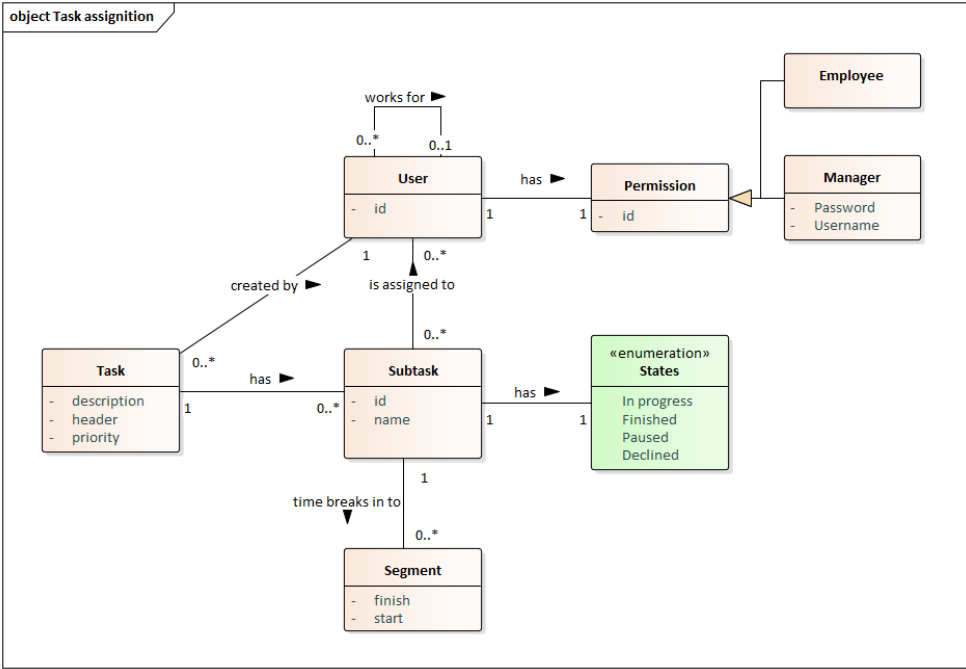 object Task assignition
Employee
works for
0..*
0..1
User
- id
has
1
1
Permission
- id
Manager
- Password
- Username
1
0..*
created by
is assigned to
0..*
0..*
Task
- description
- header
- priority
has
1
0..*
Subtask
- id
- name
has
1
1
«enumeration»
States
In progress
Finished
Paused
Declined
1
time breaks in to
0..*
Segment
- finish
- start